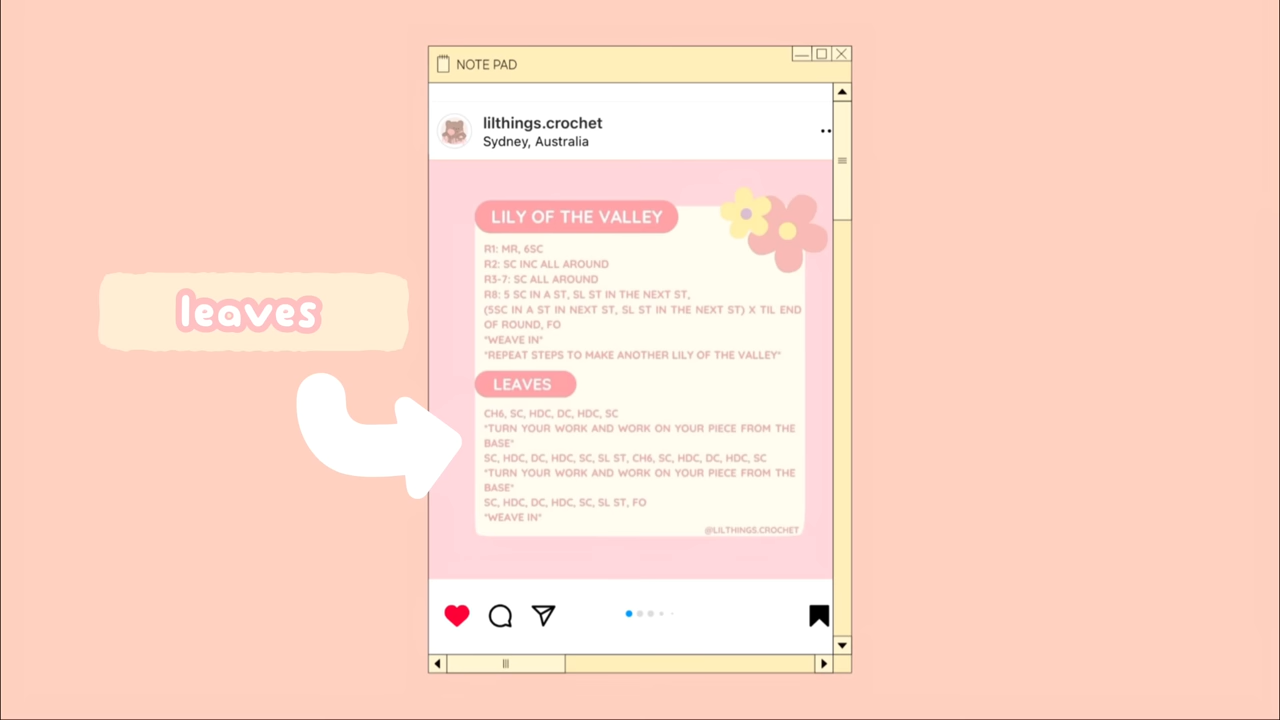 NOTE PAD
lilthings.crochet
Sydney, Australia
LILY OF THE VALLEY
R1: MR, 6SC
R2: SC INC ALL AROUND
R3-7: SC ALL AROUND
R8: 5 SC IN A ST, SL ST IN THE NEXT ST,
(5SC IN A ST IN NEXT ST, SL ST IN THE NEXT ST) X TIL END
OF ROUND, FO
*WEAVE IN*
*REPEAT STEPS TO MAKE ANOTHER LILY OF THE VALLEY*
leaves
LEAVES
CH6, SC, HDC, DC, HDC, SC
*TURN YOUR WORK AND WORK ON YOUR PIECE FROM THE
BASE*
SC, HDC, DC, HDC, SC, SL ST, CH6, SC, HDC, DC, HDC, SC
*TURN YOUR WORK AND WORK ON YOUR PIECE FROM THE
BASE*
SC, HDC, DC, HDC, SC, SL ST, FO
*WEAVE IN*
@LILTHINGS.CROCHET